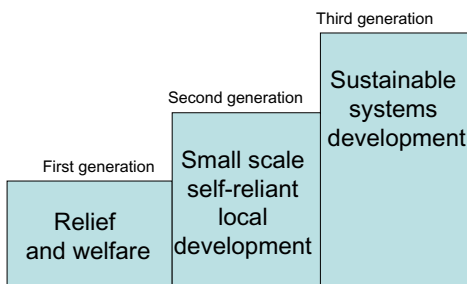 First generation
Relief
and welfare
Second generation
Small scale
self-reliant
local
development
Third generation
Sustainable
systems
development